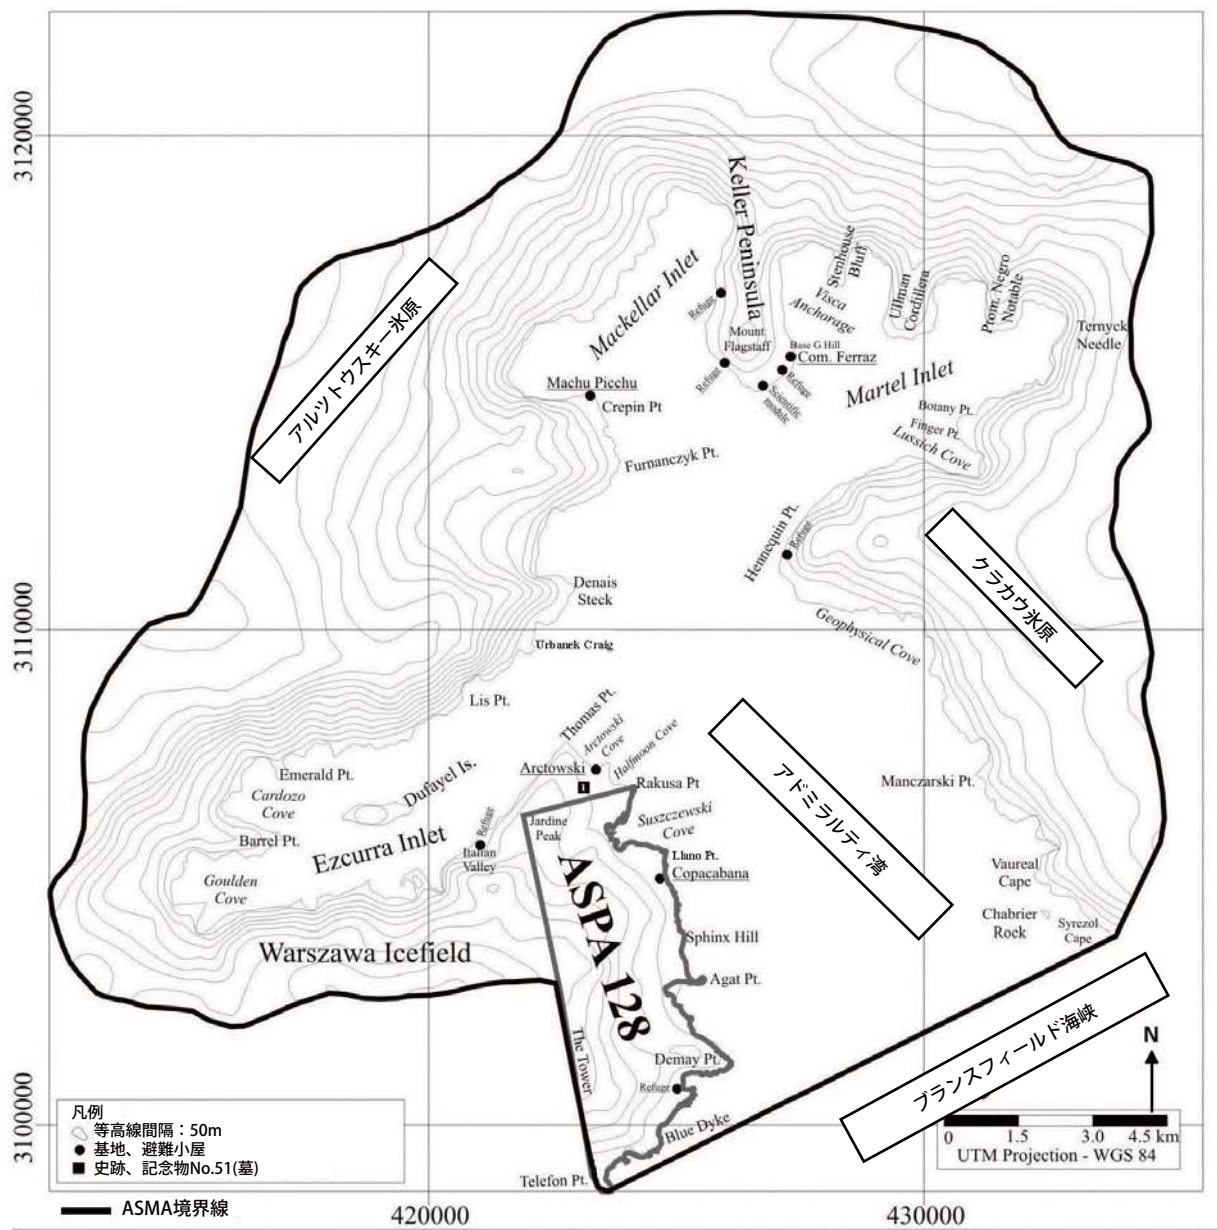 3120000
3110000
3100000
420000
430000
Keller Peninsula
Mackellar Inlet
Stenhouse
Bluff
Visca
Anchorage
Ullman
Cordillera
Ptom. Negro
Notable
Ternyck
Needle
Refuge
Mount
Flagstaff
Base G Hill
Com. Ferraz
Refuge
Refuge
Scientific
module
Martel Inlet
アルツトウスキー氷原
Machu Picchu
Crepin Pt
Botany Pt.
Finger Pt.
Lussich Cove
Furnanczyk Pt.
Hennequin Pt.
Refuge
クラカウ氷原
Denais
Steck
Geophysical Cove
Urbanek Craig
Lis Pt.
Thomas Pt.
Arctowski
Cove
Halfmoon Cove
Arctowski
Rakusa Pt
アドミラルティ湾
Manczarski Pt.
Emerald Pt.
Cardozo
Cove
Dufayel Is.
Barrel Pt.
Ezcurra Inlet
Refuge
Italian
Valley
Jardine
Peak
Suszczewski
Cove
Llano Pt.
Copacabana
Goulden
Cove
Vaureal
Cape
Chabrier
Rock
Syrezol
Cape
ASPA 128
Sphinx Hill
Warszawa Icefield
Agat Pt.
The Tower
Demay Pt.
Refuge
Blue Dyke
Telefon Pt.
ブランスフィールド海峡
N
0 1.5 3.0 4.5 km
UTM Projection - WGS 84
凡例
等高線間隔：50m
基地、避難小屋
史跡、記念物No.51(墓)
ASMA境界線